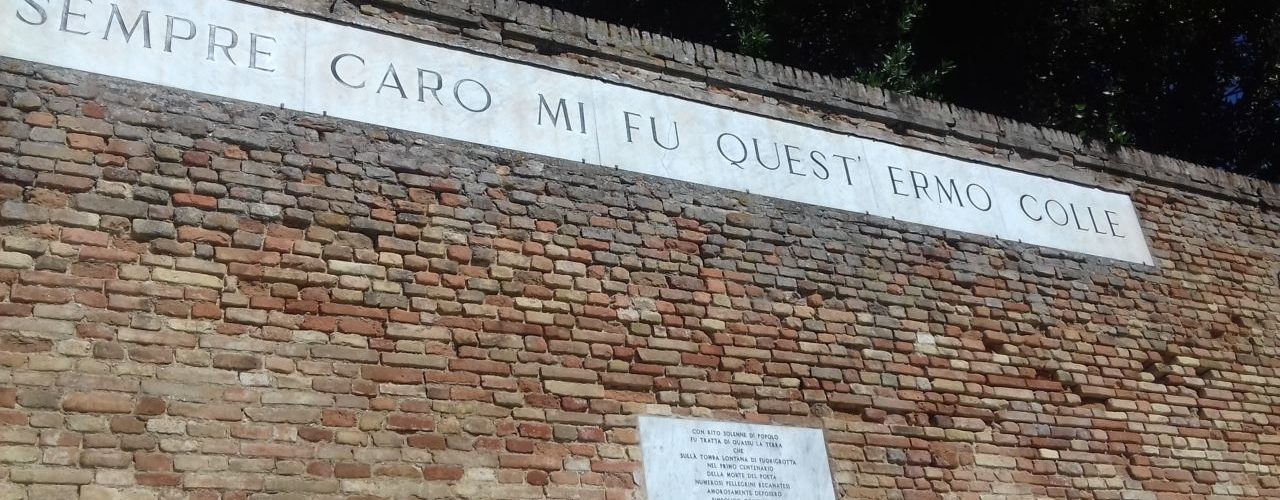 SEMPRE CARO MI FU QUEST' ERMO COLLE
CON RITO SOLENNE DI POPOLO
FU TRATTA DI QUASSU LA TERRA
CHE
SULLA TOMBA LONTANA DI FUORIGROTTA
NEL PRIMO CENTENARIO
DELLA MORTE DEL POETA
NUMEROSI PELLEGRINI RECANATESI
AMOROSAMENTE DEPOSERO